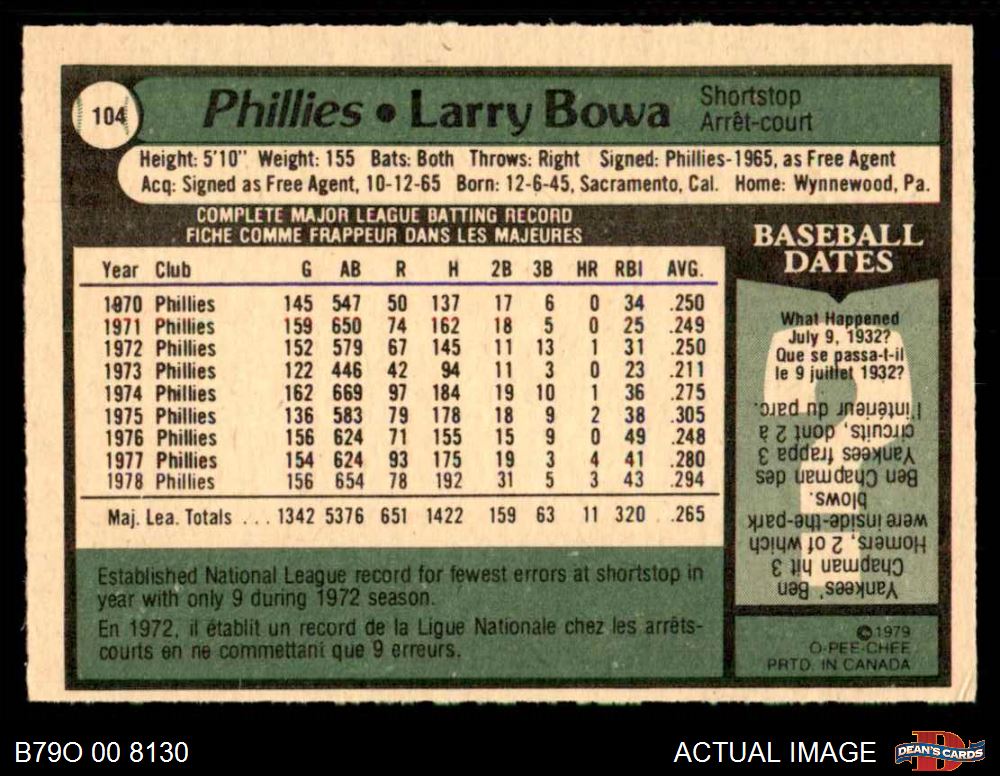 104
Phillies • Larry Bowa
Shortstop
Arrêt-court
Height: 5'10" Weight: 155 Bats: Both Throws: Right Signed: Phillies-1965, as Free Agent
Acq: Signed as Free Agent, 10-12-65 Born: 12-6-45, Sacramento, Cal. Home: Wynnewood, Pa.
COMPLETE MAJOR LEAGUE BATTING RECORD
FICHE COMME FRAPPEUR DANS LES MAJEURES
Year Club G AB R H 2B 3B HR RBI AVG.
1970 Phillies 145 547 50 137 17 6 0 34 .250
1971 Phillies 159 650 74 162 18 5 0 25 .249
1972 Phillies 152 579 67 145 11 13 1 31 .250
1973 Phillies 122 446 42 94 11 3 0 23 .211
1974 Phillies 162 669 97 184 19 10 1 36 .275
1975 Phillies 136 583 79 178 18 9 2 38 .305
1976 Phillies 156 624 71 155 15 9 0 49 .248
1977 Phillies 154 624 93 175 19 3 4 41 .280
1978 Phillies 156 654 78 192 31 5 3 43 .294
Maj. Lea. Totals ... 1342 5376 651 1422 159 63 11 320 .265
Established National League record for fewest errors at shortstop in
year with only 9 during 1972 season.
En 1972, il établit un record de la Ligue Nationale chez les arrêts-
courts en ne commettant que 9 erreurs.
BASEBALL
DATES
What Happened
July 9, 1932?
Que se passa-t-il
le 9 juillet 1932?
Yankees' Ben
Chapman hit 3
Homers, 2 of which
were inside-the-park
blows.
Ben Chapman des
Yankees frappa 3
circuits, dont 2 à
l'intérieur du parc.
©1979
O-PEE-CHEE
PRTD. IN CANADA
B79O 00 8130
ACTUAL IMAGE
DEAN'S CARDS